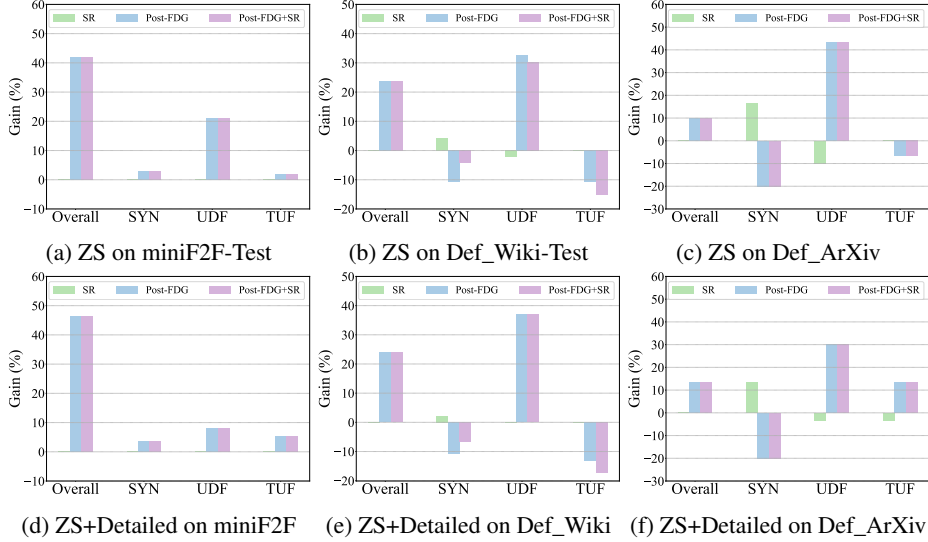 SR Post-FDG Post-FDG+SR
Gain (%)
60
50
40
30
20
10
0
−10
Overall SYN UDF TUF
(a) ZS on miniF2F-Test
SR Post-FDG Post-FDG+SR
Gain (%)
60
50
40
30
20
10
0
−10
−20
Overall SYN UDF TUF
(b) ZS on Def_Wiki-Test
SR Post-FDG Post-FDG+SR
Gain (%)
60
50
40
30
20
10
0
−10
−20
−30
Overall SYN UDF TUF
(c) ZS on Def_ArXiv
SR Post-FDG Post-FDG+SR
Gain (%)
60
50
40
30
20
10
0
−10
Overall SYN UDF TUF
(d) ZS+Detailed on miniF2F
SR Post-FDG Post-FDG+SR
Gain (%)
60
50
40
30
20
10
0
−10
−20
Overall SYN UDF TUF
(e) ZS+Detailed on Def_Wiki
SR Post-FDG Post-FDG+SR
Gain (%)
60
50
40
30
20
10
0
−10
−20
−30
Overall SYN UDF TUF
(f) ZS+Detailed on Def_ArXiv